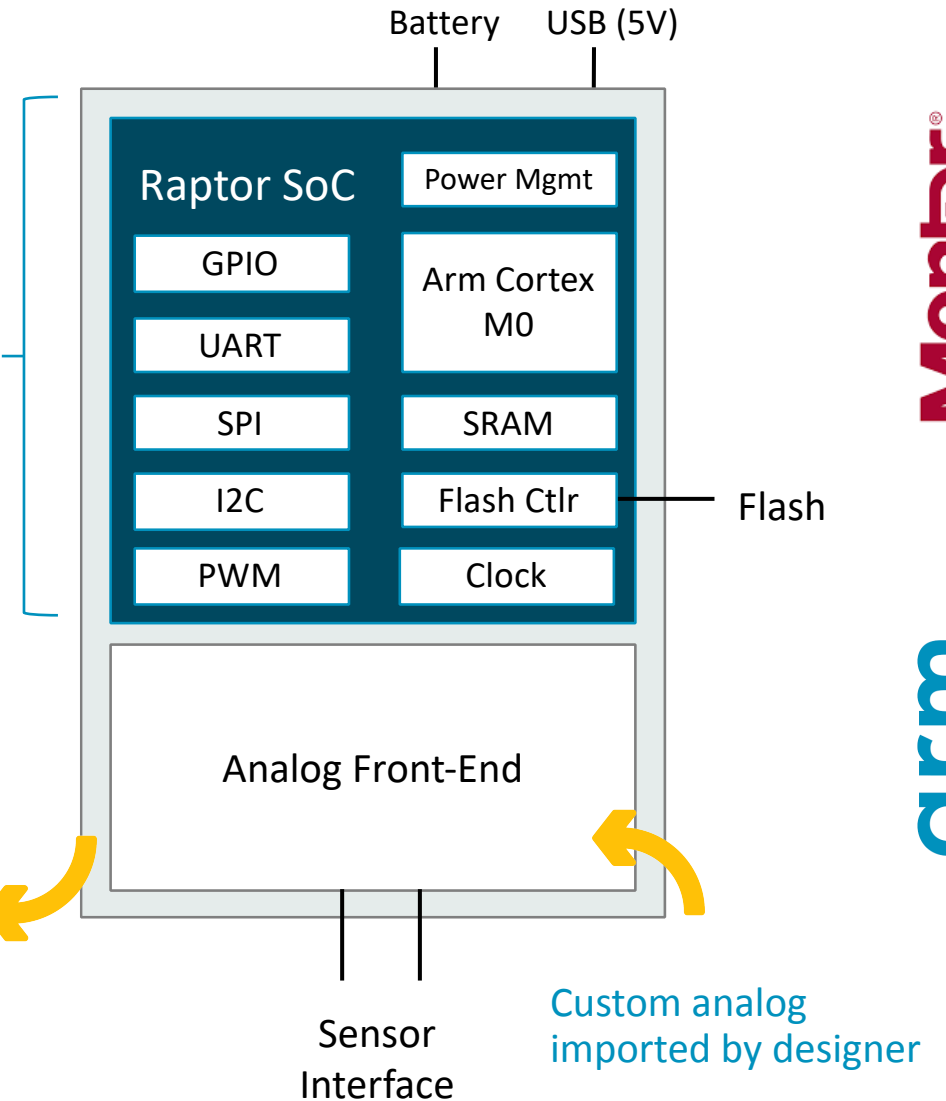 Battery
USB (5V)
Raptor SoC
Power Mgmt
GPIO
Arm Cortex
M0
UART
SPI
SRAM
I2C
Flash Ctlr
Flash
PWM
Clock
Analog Front-End
Sensor
Interface
Custom analog
imported by designer
arm